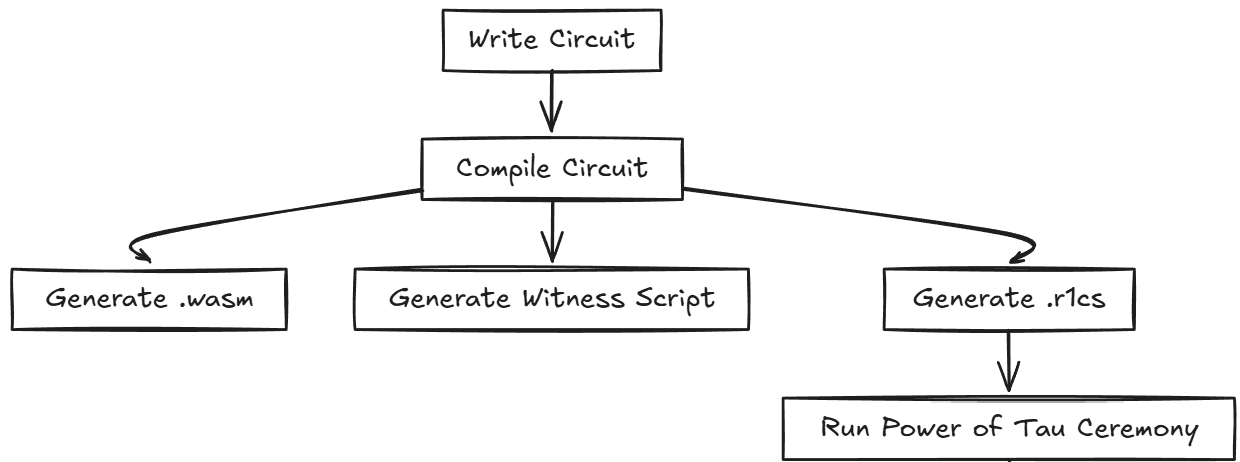 Write Circuit
Compile Circuit
Generate .wasm
Generate Witness Script
Generate .r1cs
Run Power of Tau Ceremony